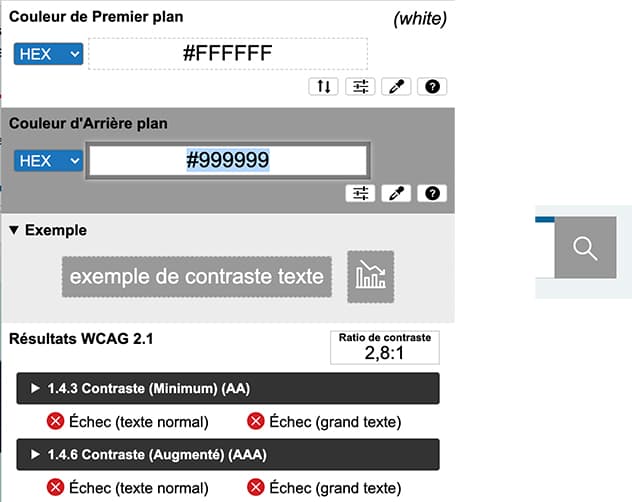 Couleur de Premier plan
(white)
HEX
#FFFFFF
Couleur d'Arrière plan
HEX
#999999
▼ Exemple
exemple de contraste texte
Résultats WCAG 2.1
Ratio de contraste
2,8:1
▶ 1.4.3 Contraste (Minimum) (AA)
Échec (texte normal) Échec (grand texte)
▶ 1.4.6 Contraste (Augmenté) (AAA)
Échec (texte normal) Échec (grand texte)